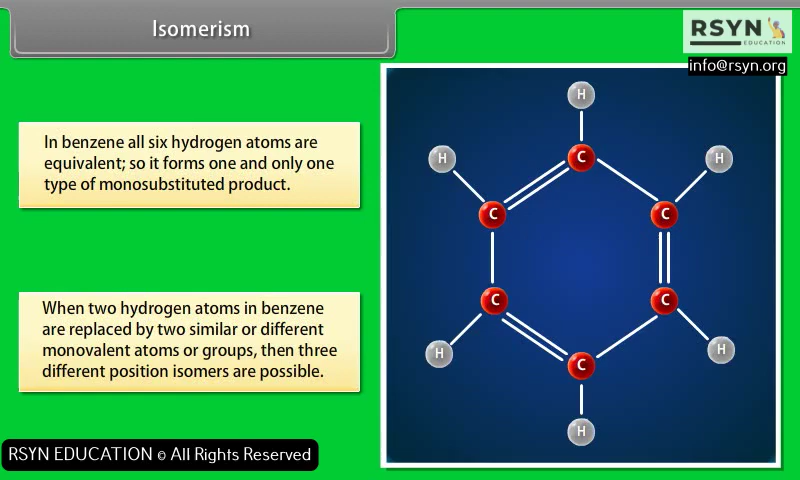 Isomerism
RSYN
EDUCATION
info@rsyn.org
In benzene all six hydrogen atoms are
equivalent; so it forms one and only one
type of monosubstituted product.
When two hydrogen atoms in benzene
are replaced by two similar or different
monovalent atoms or groups, then three
different position isomers are possible.
H
H
H
C
C
C
C
C
C
H
H
H
RSYN EDUCATION © All Rights Reserved